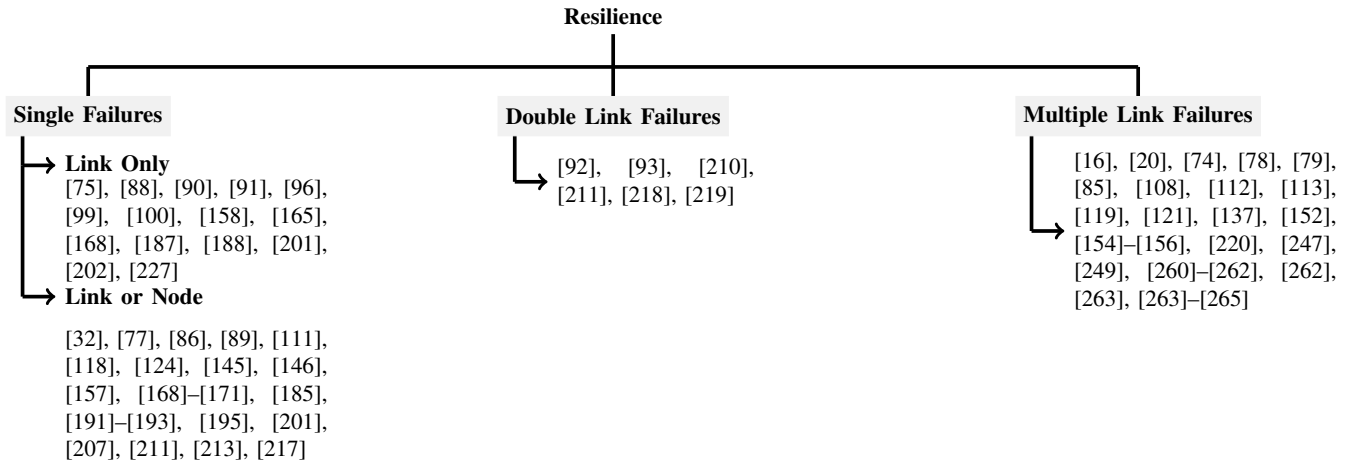 Resilience
Single Failures
Link Only
[75], [88], [90], [91], [96],
[99], [100], [158], [165],
[168], [187], [188], [201],
[202], [227]
Link or Node
[32], [77], [86], [89], [111],
[118], [124], [145], [146],
[157], [168]–[171], [185],
[191]–[193], [195], [201],
[207], [211], [213], [217]
Double Link Failures
[92], [93], [210],
[211], [218], [219]
Multiple Link Failures
[16], [20], [74], [78], [79],
[85], [108], [112], [113],
[119], [121], [137], [152],
[154]–[156], [220], [247],
[249], [260]–[262], [262],
[263], [263]–[265]